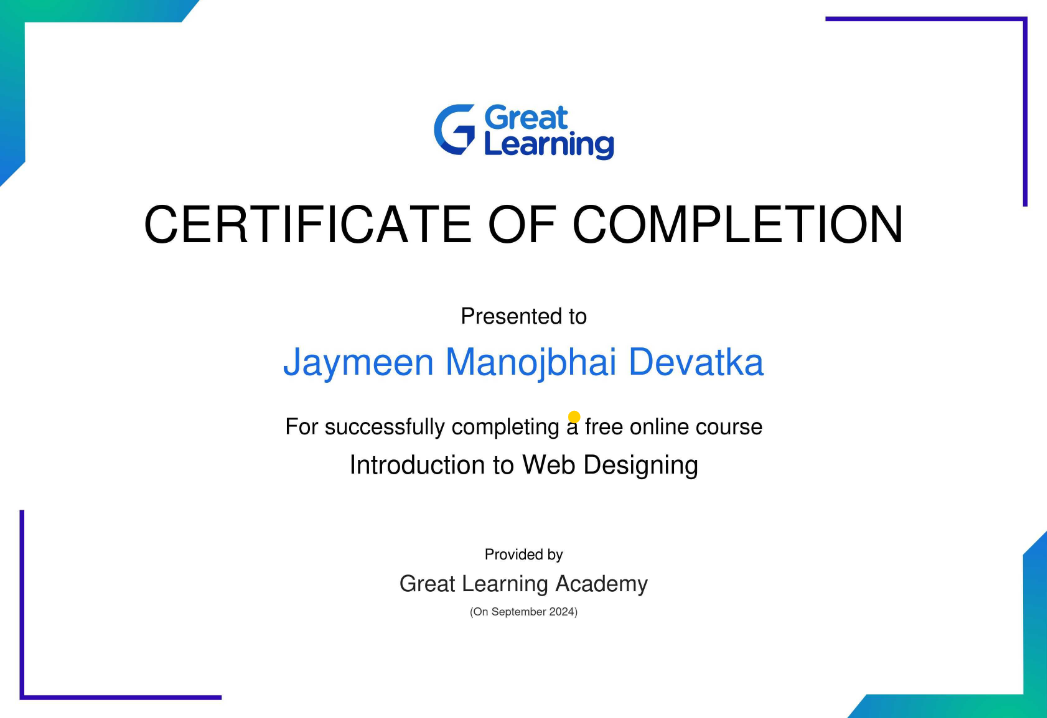 Great
Learning
CERTIFICATE OF COMPLETION
Presented to
Jaymeen Manojbhai Devatka
For successfully completing a free online course
Introduction to Web Designing
Provided by
Great Learning Academy
(On September 2024)